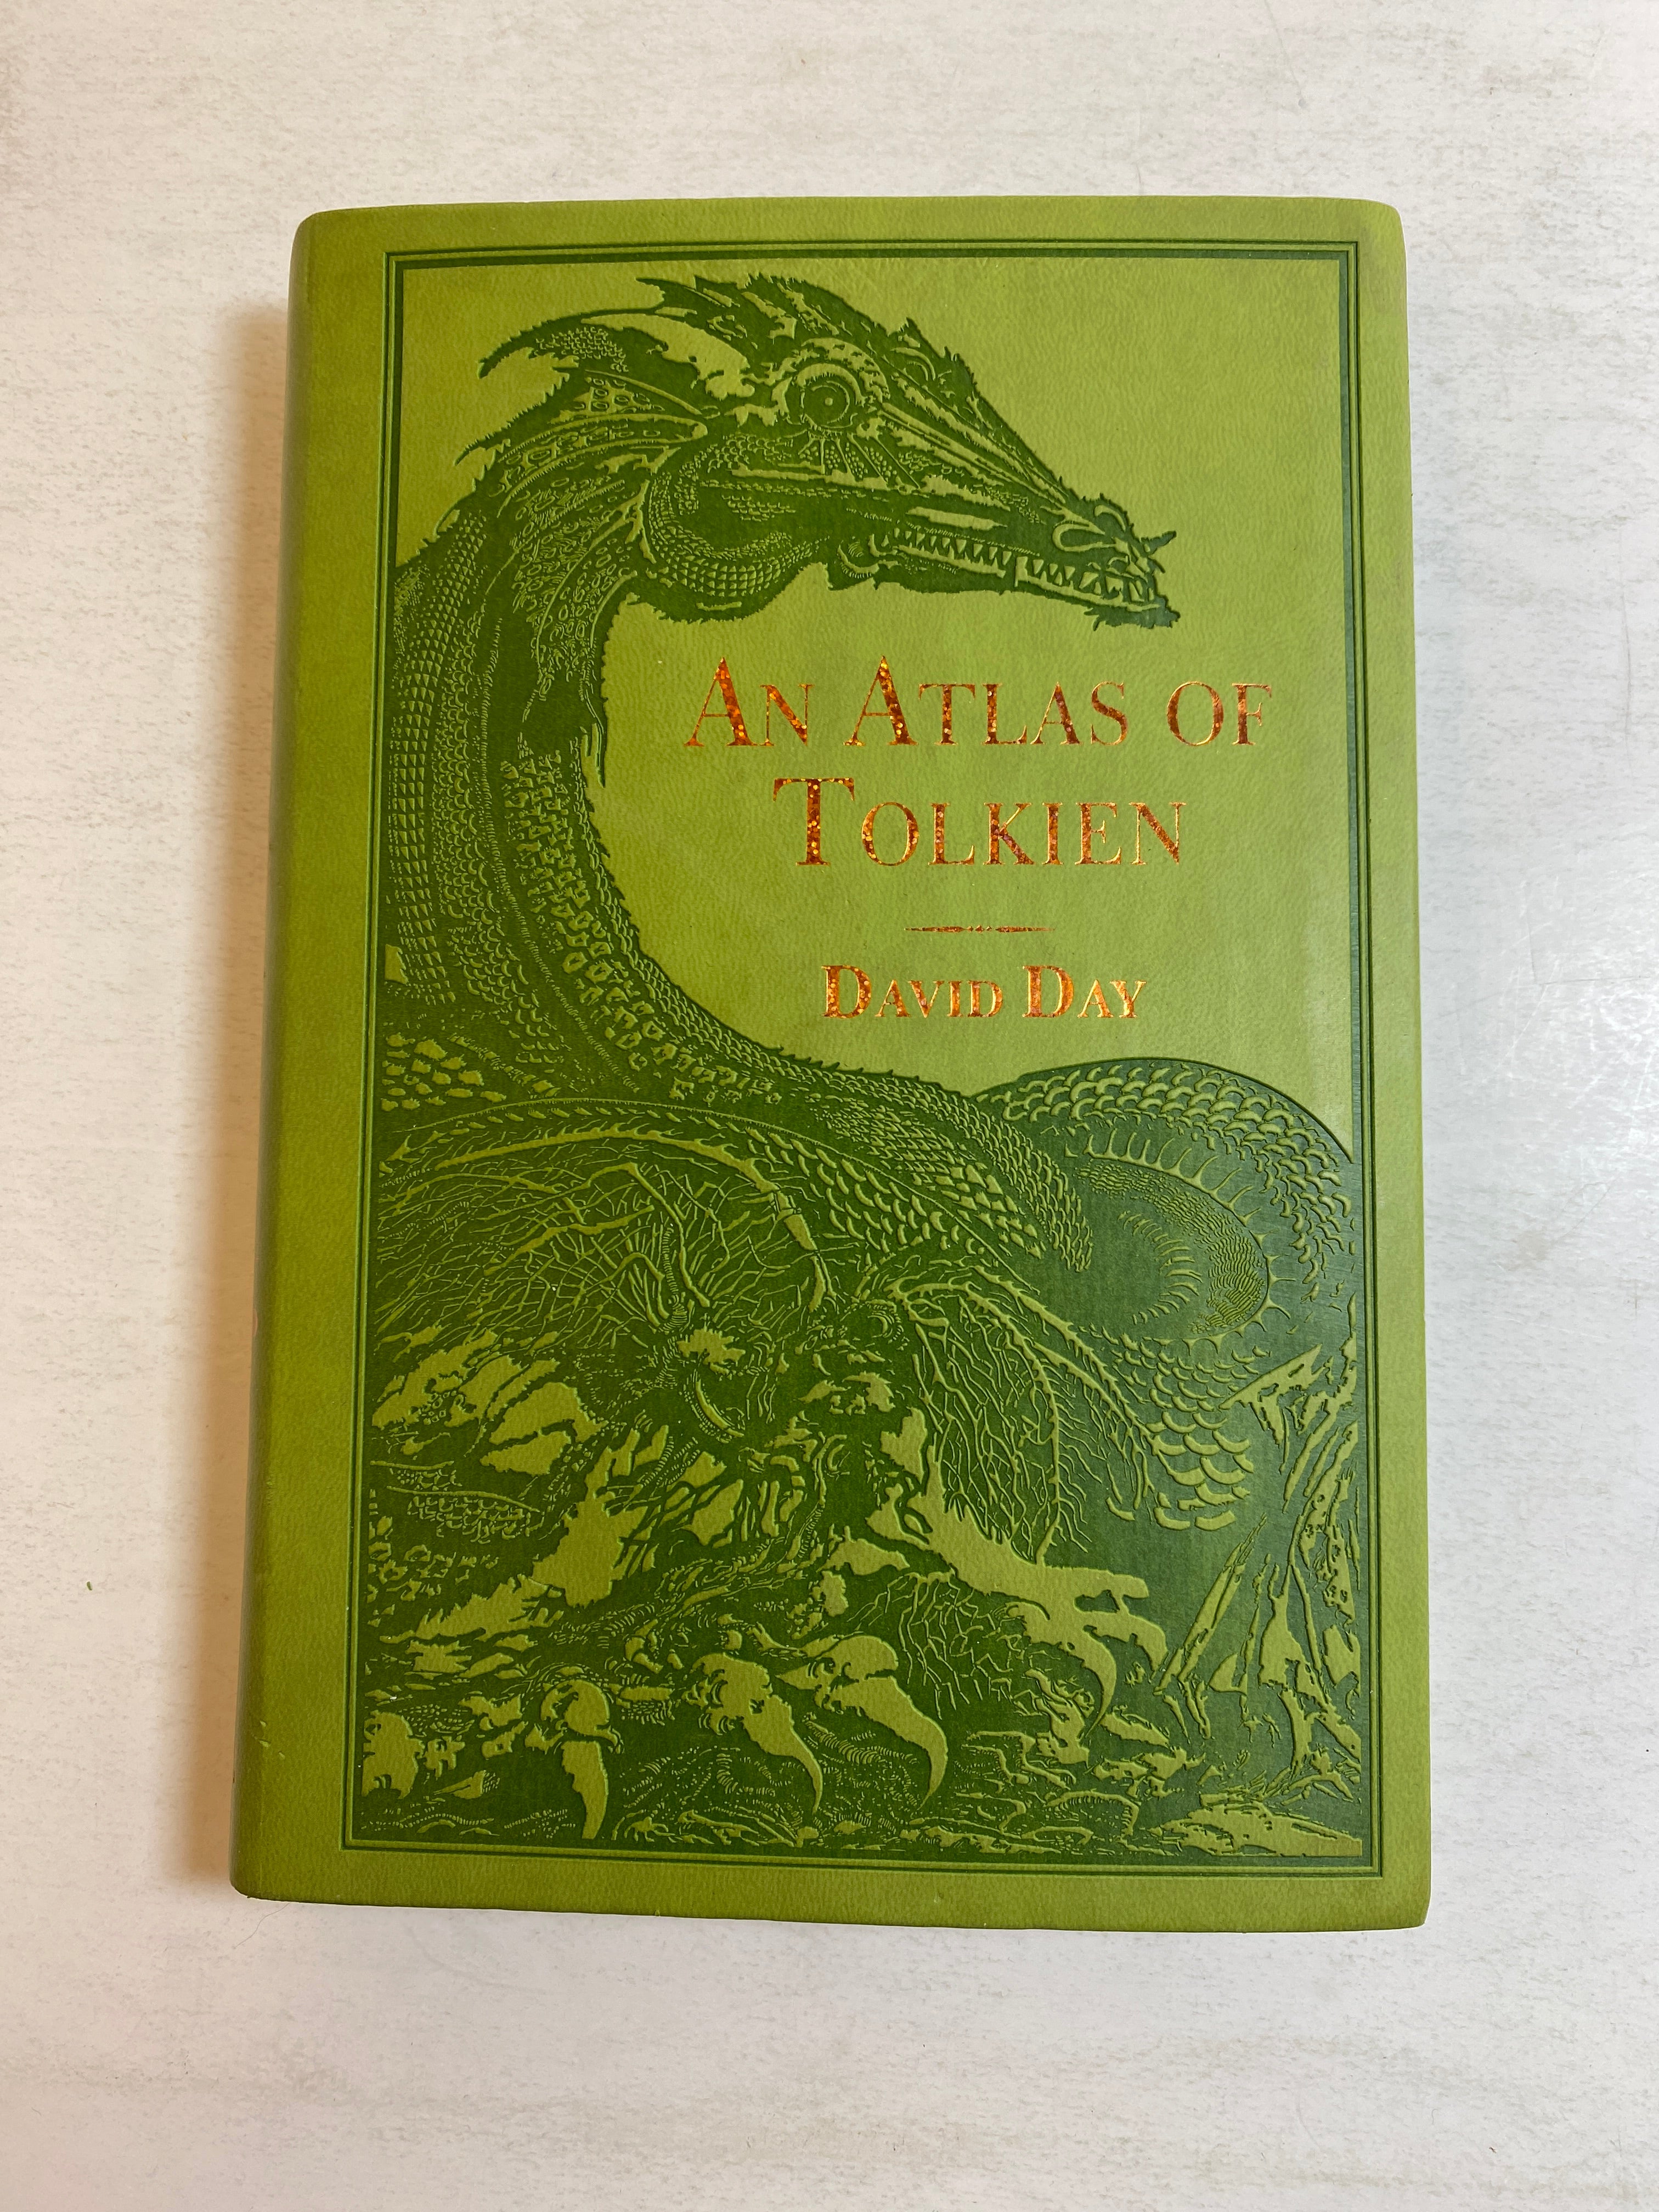 An Atlas of
Tolkien
David Day